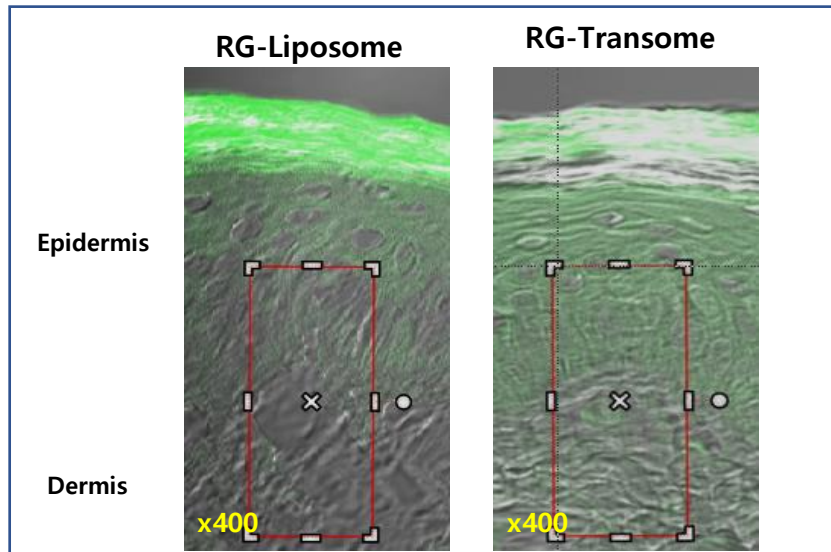 RG-Liposome
RG-Transome
Epidermis
Dermis
x400
x400